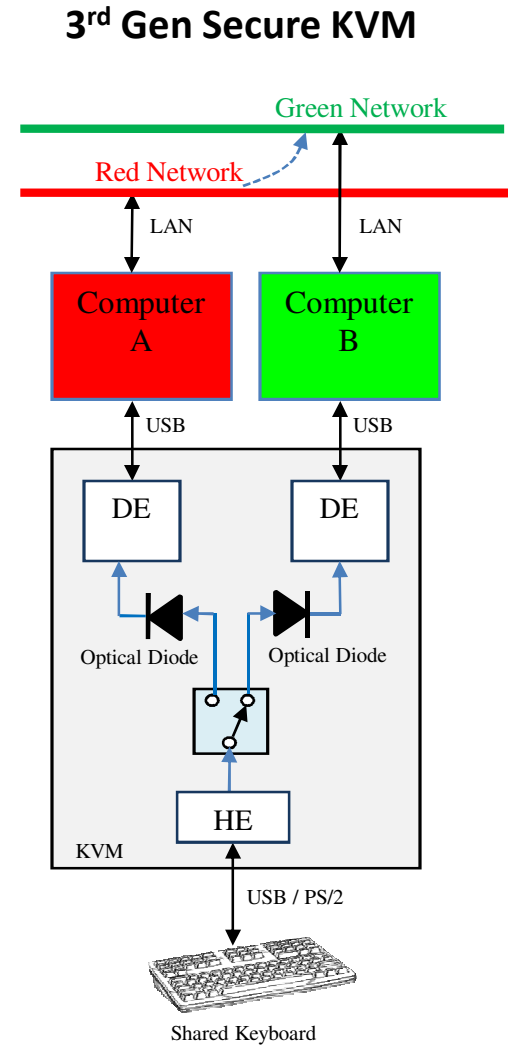 3rd Gen Secure KVM
Green Network
Red Network
LAN
LAN
Computer
A
Computer
B
USB
USB
DE
DE
Optical Diode
Optical Diode
HE
KVM
USB / PS/2
Shared Keyboard